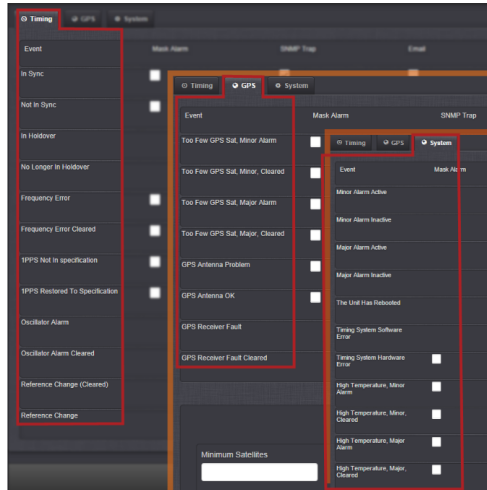 Timing GPS System
Event Mask Alarm SNMP Trap Email
In Sync
Not In Sync
In Holdover
No Longer In Holdover
Frequency Error
Frequency Error Cleared
1PPS Not In specification
1PPS Restored To Specification
Oscillator Alarm
Oscillator Alarm Cleared
Reference Change (Cleared)
Reference Change
Timing GPS System
Event Mask Alarm SNMP Trap
Too Few GPS Sat, Minor Alarm
Too Few GPS Sat, Minor, Cleared
Too Few GPS Sat, Major Alarm
Too Few GPS Sat, Major, Cleared
GPS Antenna Problem
GPS Antenna OK
GPS Receiver Fault
GPS Receiver Fault Cleared
Minimum Satellites
Timing GPS System
Event Mask Alarm
Minor Alarm Active
Minor Alarm Inactive
Major Alarm Active
Major Alarm Inactive
The Unit Has Rebooted
Timing System Software
Error
Timing System Hardware
Error
High Temperature, Minor
Alarm
High Temperature, Minor,
Cleared
High Temperature, Major
Alarm
High Temperature, Major,
Cleared